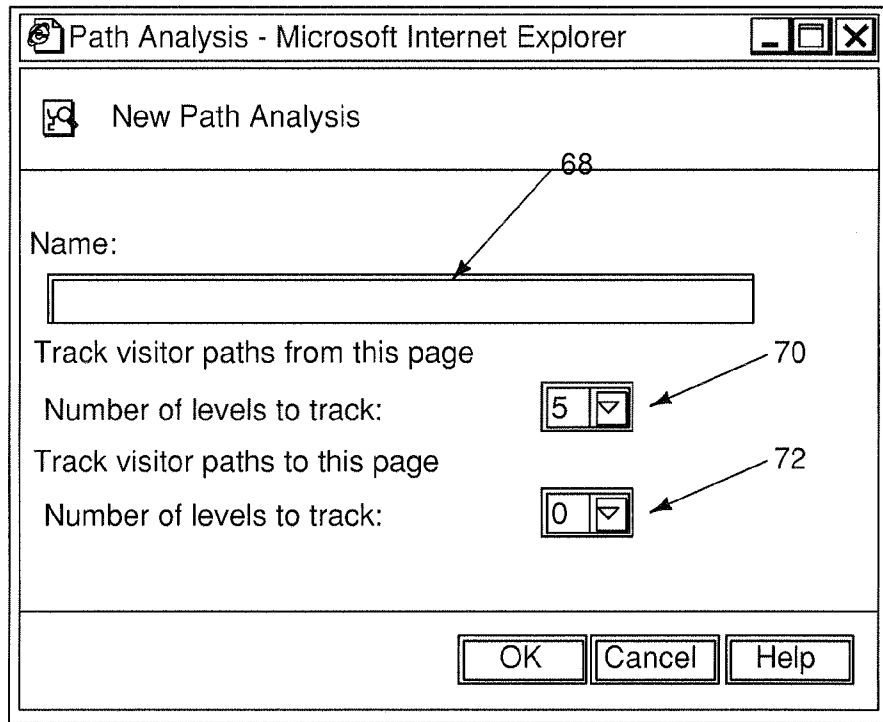 Path Analysis - Microsoft Internet Explorer
New Path Analysis
68
Name:
Track visitor paths from this page
70
Number of levels to track: 5
Track visitor paths to this page
72
Number of levels to track: 0
OK Cancel Help